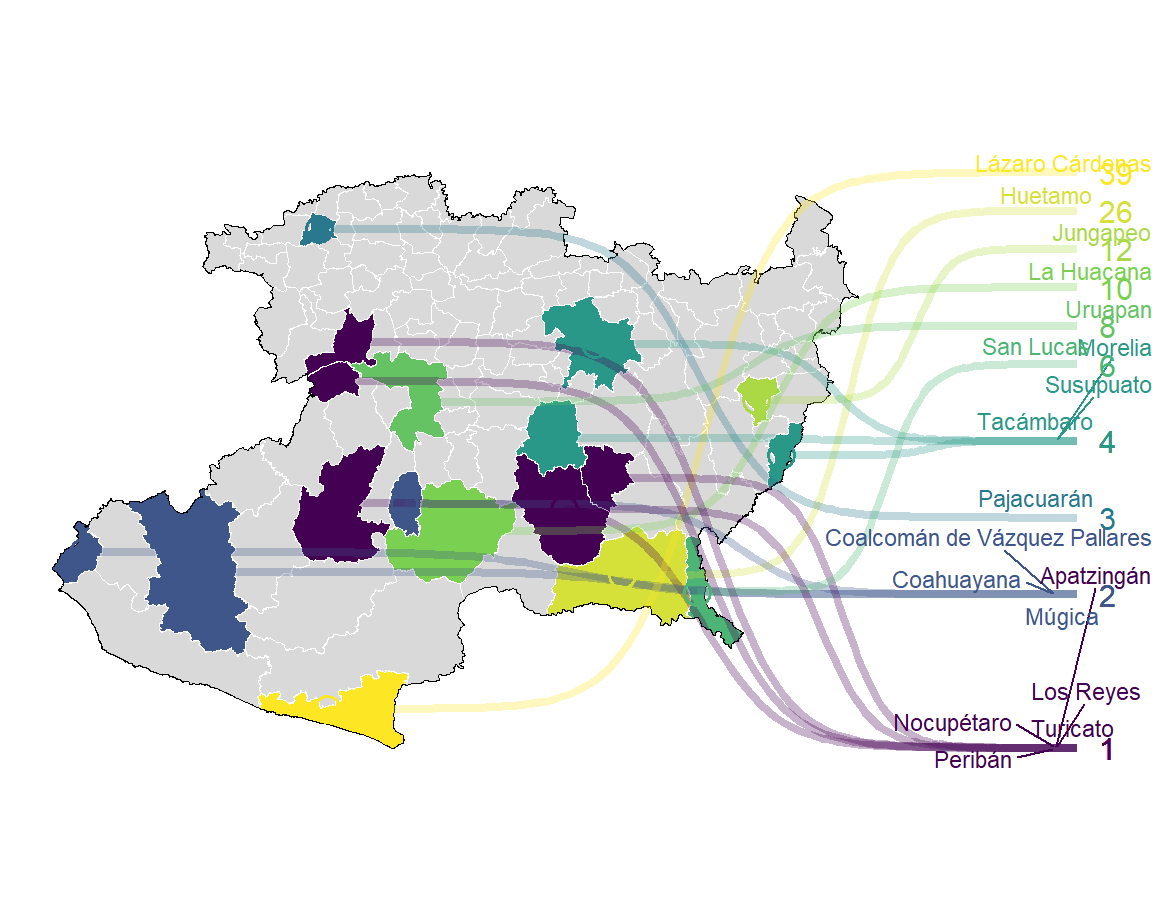 Lázaro Cárdenas
39
Huetamo
26
Jungapeo
12
La Huacana
10
Uruapan
8
San Lucas
Morelia
6
Susupuato
Tacámbaro
4
Pajacuarán
3
Coalcomán de Vázquez Pallares
Apatzingán
Coahuayana
2
Múgica
Los Reyes
Nocupétaro
Turicato
1
Peribán